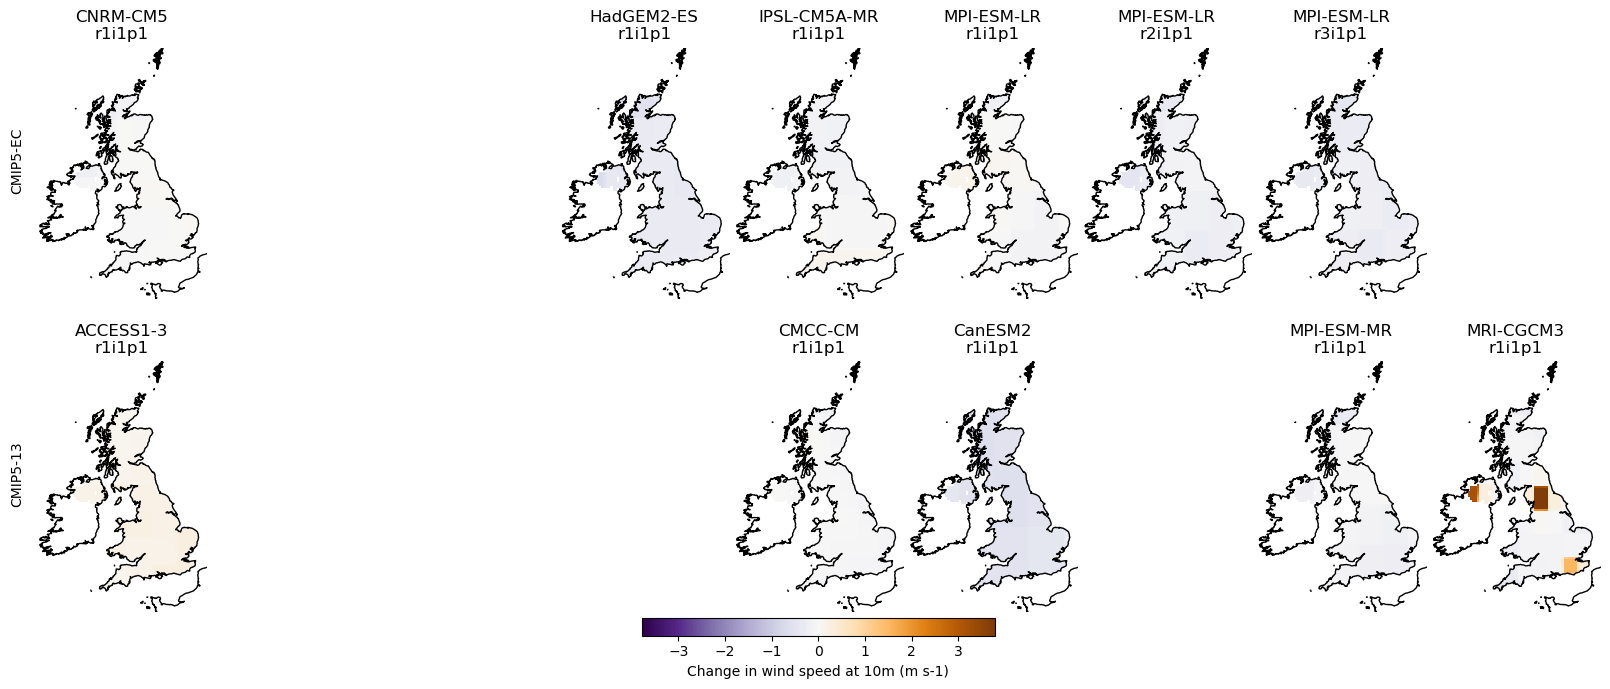 CNRM-CM5
r1i1p1
HadGEM2-ES
r1i1p1
IPSL-CM5A-MR
r1i1p1
MPI-ESM-LR
r1i1p1
MPI-ESM-LR
r2i1p1
MPI-ESM-LR
r3i1p1
CMIP5-EC
ACCESS1-3
r1i1p1
CMCC-CM
r1i1p1
CanESM2
r1i1p1
MPI-ESM-MR
r1i1p1
MRI-CGCM3
r1i1p1
CMIP5-13
−3 −2 −1 0 1 2 3
Change in wind speed at 10m (m s-1)